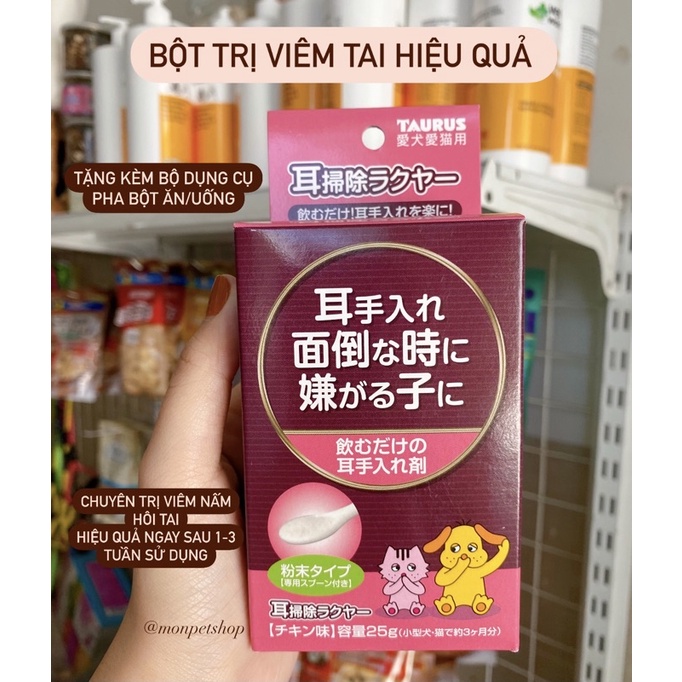 BỘT TRỊ VIÊM TAI HIỆU QUẢ
TẶNG KÈM BỘ DỤNG CỤ
PHA BỘT ĂN/UỐNG
TAURUS
愛犬愛猫用
耳掃除ラクヤー
飲むだけ!耳手入れを楽に!
耳手入れ
面倒な時に
嫌がる子に
飲むだけの
耳手入れ剤
粉末タイプ
【専用スプーン付き】
耳掃除ラクヤー
【チキン味】容量25g(小型犬・猫で約3ヶ月分)
CHUYÊN TRỊ VIÊM NẤM
HÔI TAI
HIỆU QUẢ NGAY SAU 1-3
TUẦN SỬ DỤNG
@monpetshop